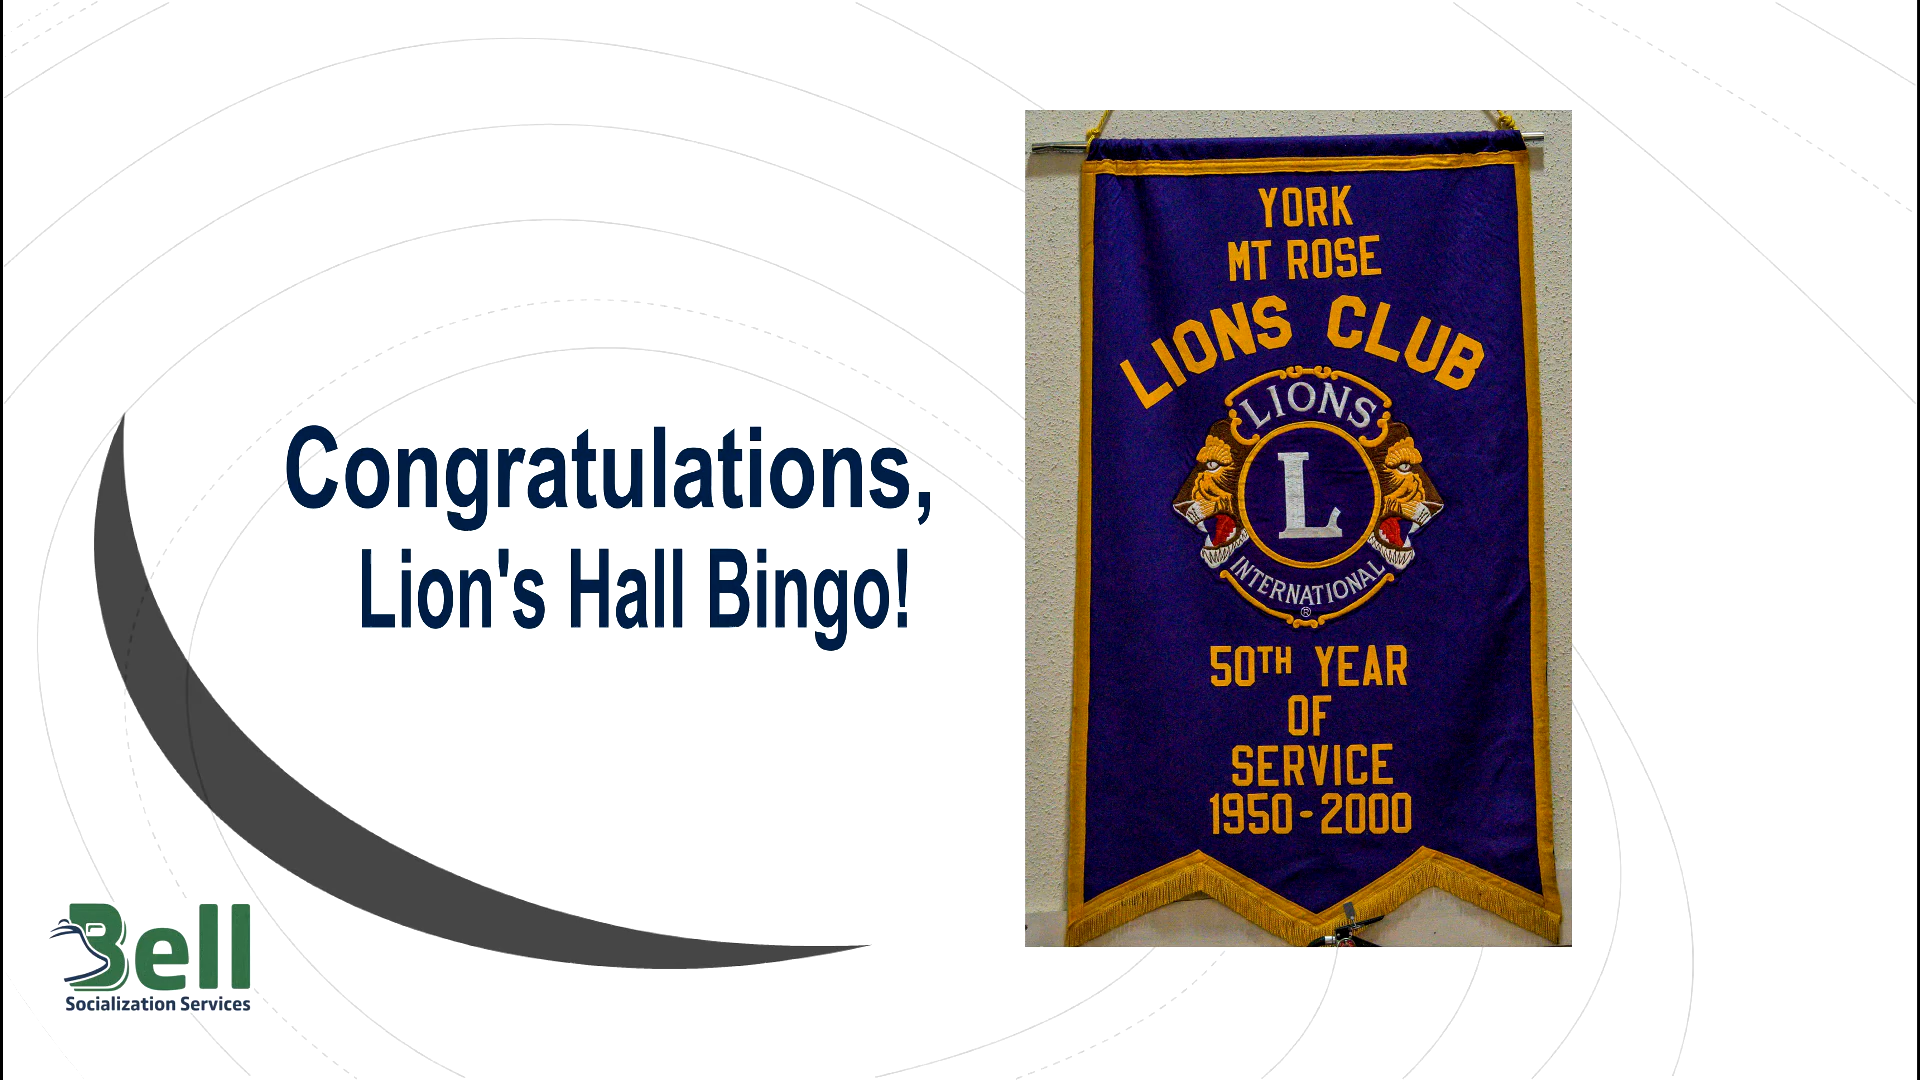 Congratulations,
Lion's Hall Bingo!
YORK
MT ROSE
LIONS CLUB
LIONS
L
INTERNATIONAL
®
50TH YEAR
OF
SERVICE
1950-2000
Bell
Socialization Services